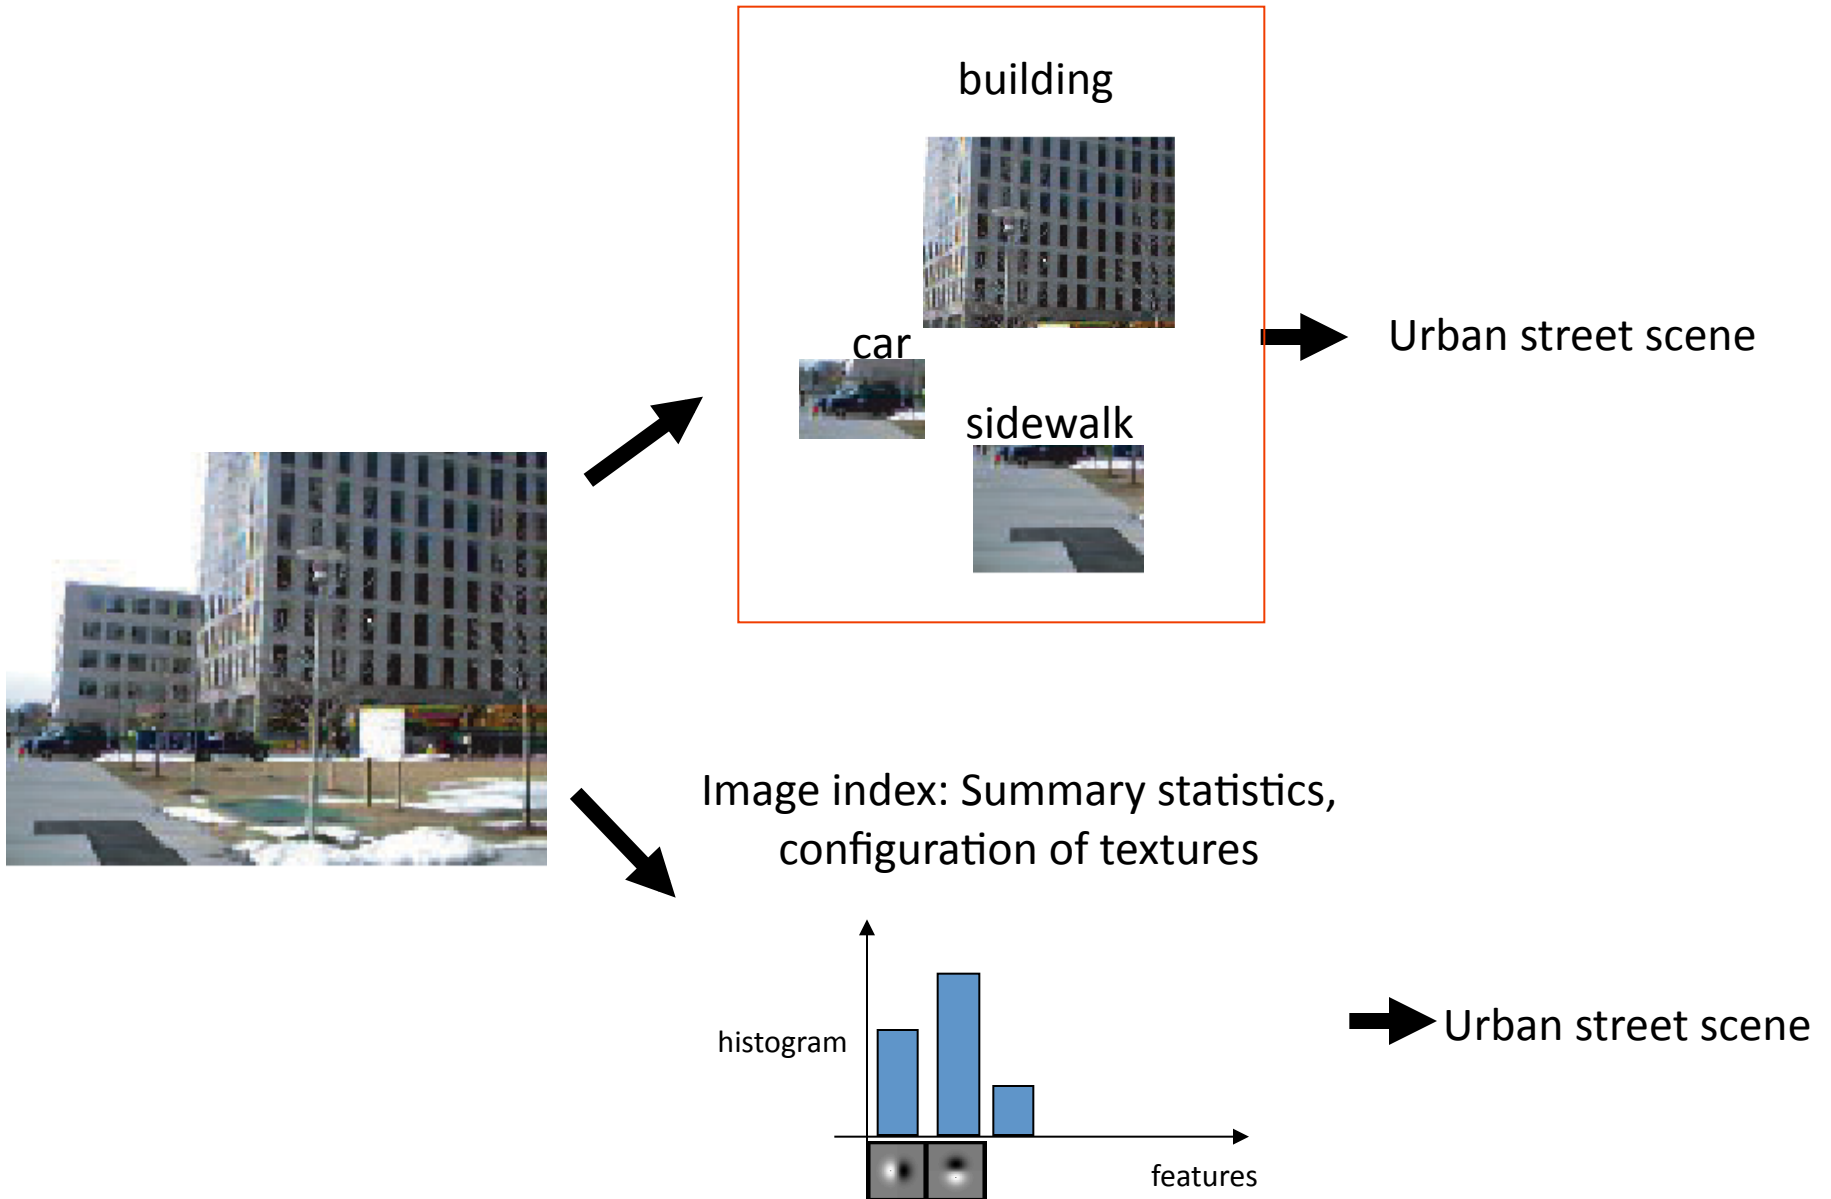 building
car
sidewalk
Urban street scene
Image index: Summary statistics,
configuration of textures
histogram
features
Urban street scene